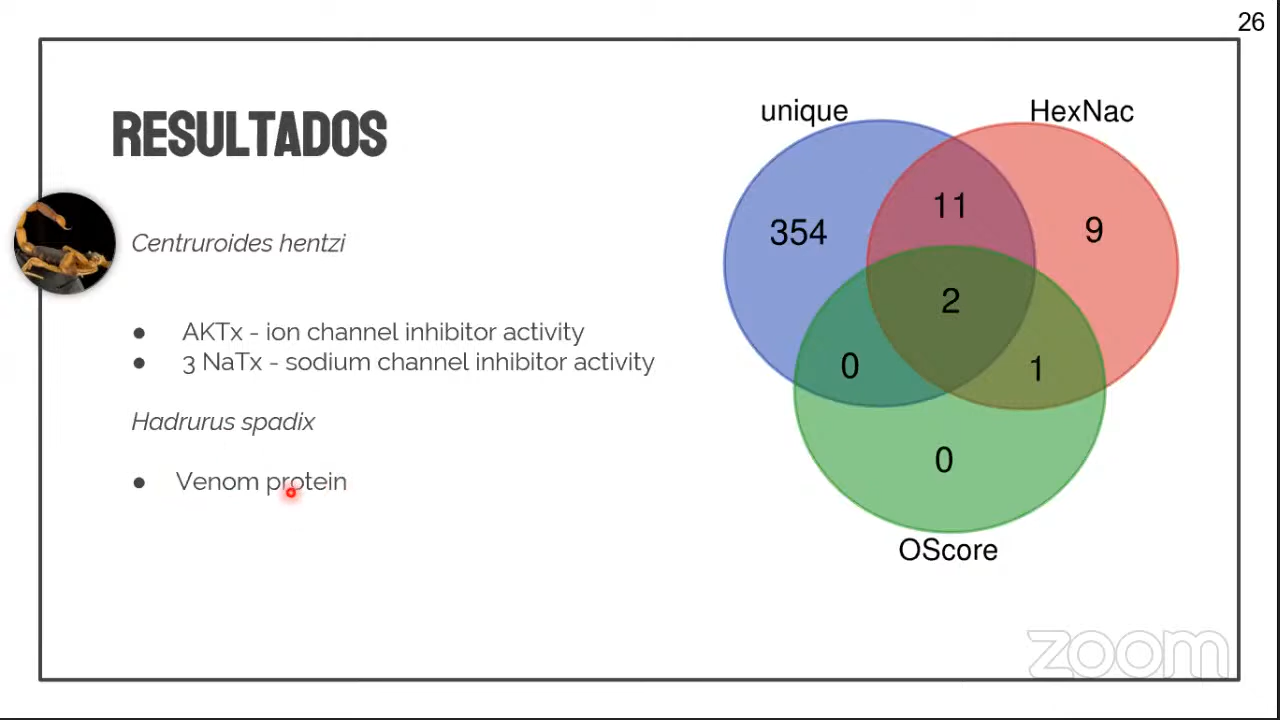 26
RESULTADOS
Centruroides hentzi
● AKTx - ion channel inhibitor activity
● 3 NaTx - sodium channel inhibitor activity
Hadrurus spadix
● Venom protein
unique
HexNac
354
11
9
2
0
1
0
OScore
zoom